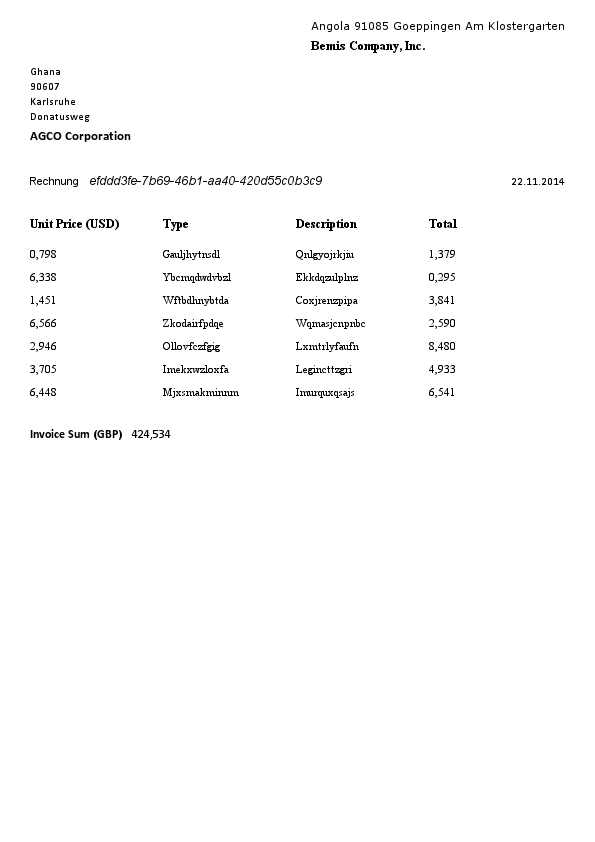 Angola 91085 Goeppingen Am Klostergarten
Bemis Company, Inc.
Ghana
90607
Karlsruhe
Donatusweg
AGCO Corporation
Rechnung efddd3fe-7b69-46b1-aa40-420d55c0b3c9 22.11.2014
Unit Price (USD) Type Description Total
0,798 Gauljhytnsdl Qnlgyojrkjiu 1,379
6,338 Ybcmqdwdvbzl Ekkdqzulplnz 0,295
1,451 Wftbdhnybtda Coxjrenzpipa 3,841
6,566 Zkodairfpdqe Wqmasjcnpnbc 2,590
2,946 Ollovfczfgig Lxmtrlyfaufn 8,480
3,705 Imekxwzloxfa Legincttzgri 4,933
6,448 Mjxsmakminnm Imurquxqsajs 6,541
Invoice Sum (GBP) 424,534